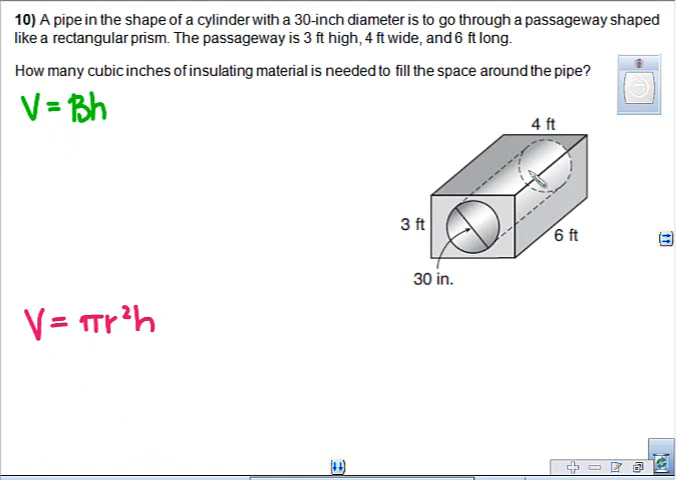 10) A pipe in the shape of a cylinder with a 30-inch diameter is to go through a passageway shaped
like a rectangular prism. The passageway is 3 ft high, 4 ft wide, and 6 ft long.
How many cubic inches of insulating material is needed to fill the space around the pipe?
V = Bh
4 ft
3 ft
6 ft
30 in.
V = πr²h